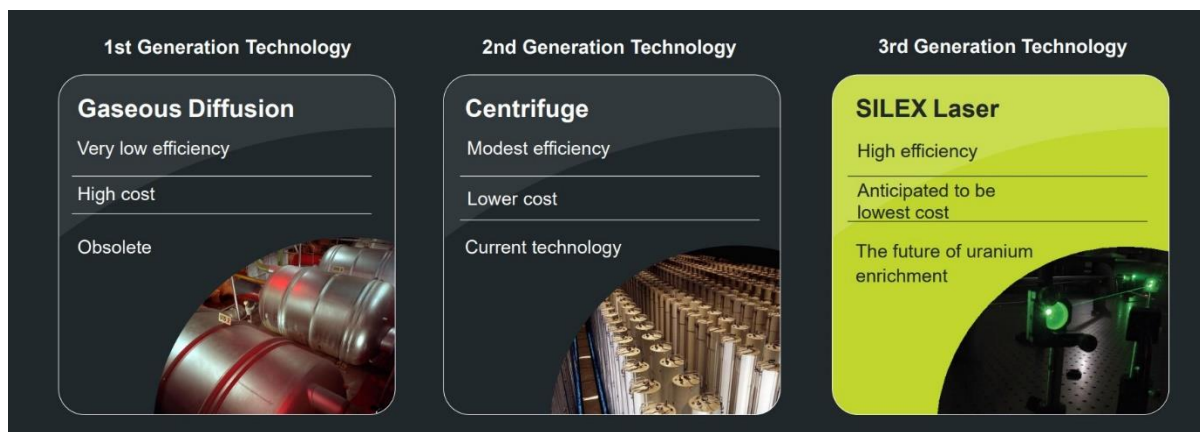 1st Generation Technology
Gaseous Diffusion
Very low efficiency
High cost
Obsolete
2nd Generation Technology
Centrifuge
Modest efficiency
Lower cost
Current technology
3rd Generation Technology
SILEX Laser
High efficiency
Anticipated to be
lowest cost
The future of uranium
enrichment